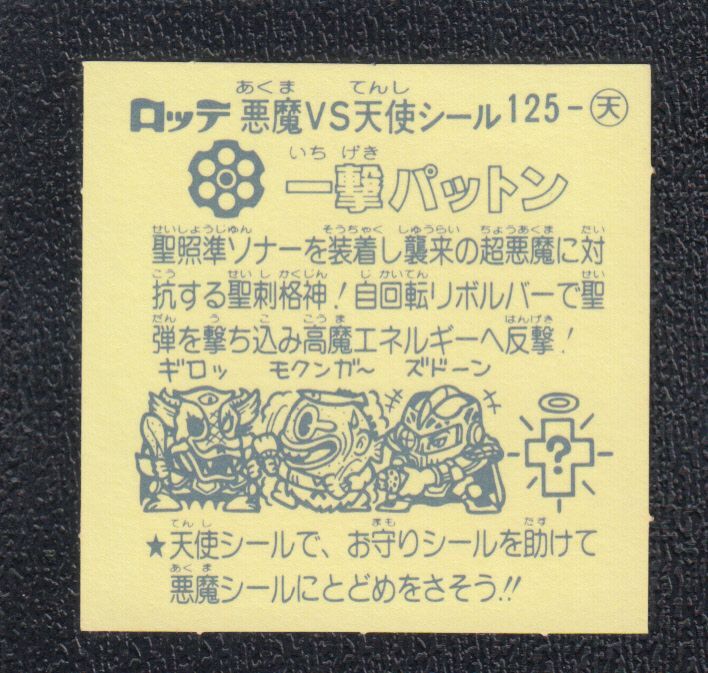 あくま てんし
ロッテ 悪魔VS天使シール 125-天
いち げき
一撃パットン
せいしょうじゅん そうちゃく しゅうらい ちょうあくま たい
聖照準ソナーを装着し襲来の超悪魔に対
こう せい し かくじん じ かいてん せい
抗する聖刺格神!自回転リボルバーで聖
だん う こ こう ま はんげき
弾を撃ち込み高魔エネルギーへ反撃!
ギロッ モクンガ〜 ズドーン
?
てん し まも たす
★天使シールで、お守りシールを助けて
あく ま
悪魔シールにとどめをさそう!!